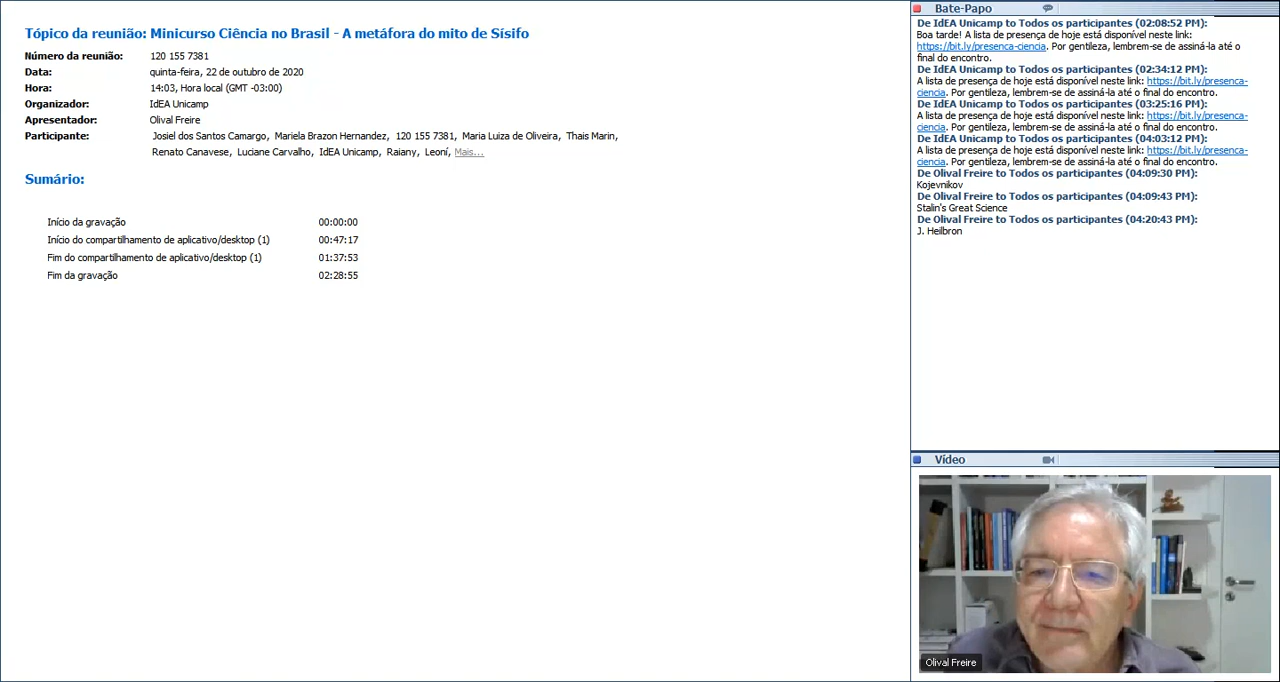 Tópico da reunião: Minicurso Ciência no Brasil - A metáfora do mito de Sísifo
Número da reunião: 120 155 7381
Data: quinta-feira, 22 de outubro de 2020
Hora: 14:03, Hora local (GMT -03:00)
Organizador: IdEA Unicamp
Apresentador: Olival Freire
Participante: Josiel dos Santos Camargo, Mariela Brazon Hernandez, 120 155 7381, Maria Luiza de Oliveira, Thais Marin,
Renato Canavese, Luciane Carvalho, IdEA Unicamp, Raiany, Leoní, Mais...
Sumário:
Início da gravação 00:00:00
Início do compartilhamento de aplicativo/desktop (1) 00:47:17
Fim do compartilhamento de aplicativo/desktop (1) 01:37:53
Fim da gravação 02:28:55
Bate-Papo
De IdEA Unicamp to Todos os participantes (02:08:52 PM):
Boa tarde! A lista de presença de hoje está disponível neste link:
https://bit.ly/presenca-ciencia. Por gentileza, lembrem-se de assiná-la até o
final do encontro.
De IdEA Unicamp to Todos os participantes (02:34:12 PM):
A lista de presença de hoje está disponível neste link: https://bit.ly/presenca-
ciencia. Por gentileza, lembrem-se de assiná-la até o final do encontro.
De IdEA Unicamp to Todos os participantes (03:25:16 PM):
A lista de presença de hoje está disponível neste link: https://bit.ly/presenca-
ciencia. Por gentileza, lembrem-se de assiná-la até o final do encontro.
De IdEA Unicamp to Todos os participantes (04:03:12 PM):
A lista de presença de hoje está disponível neste link: https://bit.ly/presenca-
ciencia. Por gentileza, lembrem-se de assiná-la até o final do encontro.
De Olival Freire to Todos os participantes (04:09:30 PM):
Kojevnikov
De Olival Freire to Todos os participantes (04:09:43 PM):
Stalin's Great Science
De Olival Freire to Todos os participantes (04:20:43 PM):
J. Heilbron
Vídeo
Olival Freire